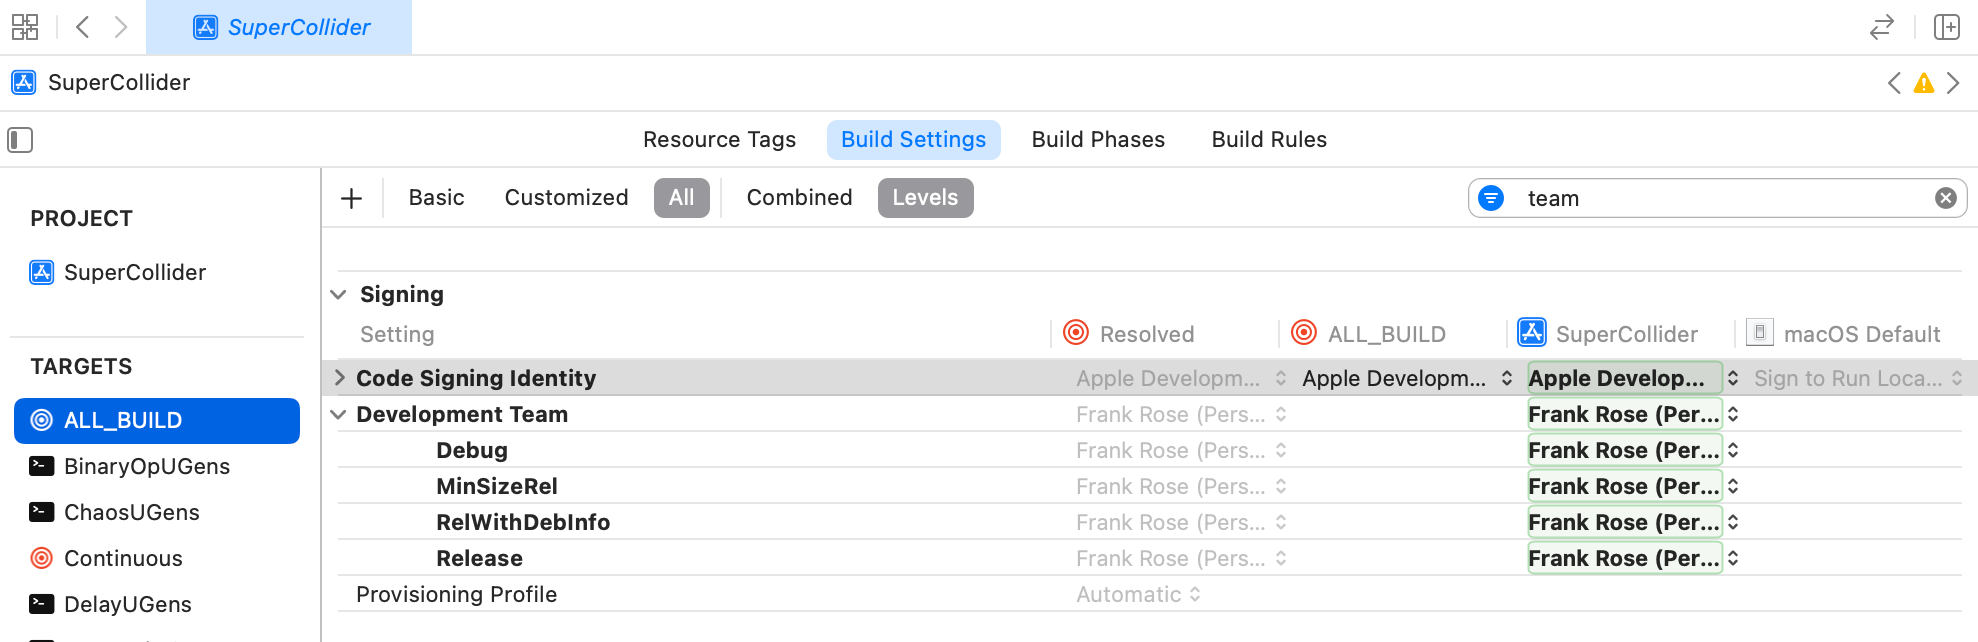 SuperCollider
SuperCollider
Resource Tags Build Settings Build Phases Build Rules
Basic Customized All Combined Levels team
PROJECT
SuperCollider
TARGETS
ALL_BUILD
BinaryOpUGens
ChaosUGens
Continuous
DelayUGens
Signing
Setting Resolved ALL_BUILD SuperCollider macOS Default
Code Signing Identity Apple Developm... Apple Developm... Apple Develop... Sign to Run Loca...
Development Team Frank Rose (Pers... Frank Rose (Per...
Debug Frank Rose (Pers... Frank Rose (Per...
MinSizeRel Frank Rose (Pers... Frank Rose (Per...
RelWithDebInfo Frank Rose (Pers... Frank Rose (Per...
Release Frank Rose (Pers... Frank Rose (Per...
Provisioning Profile Automatic